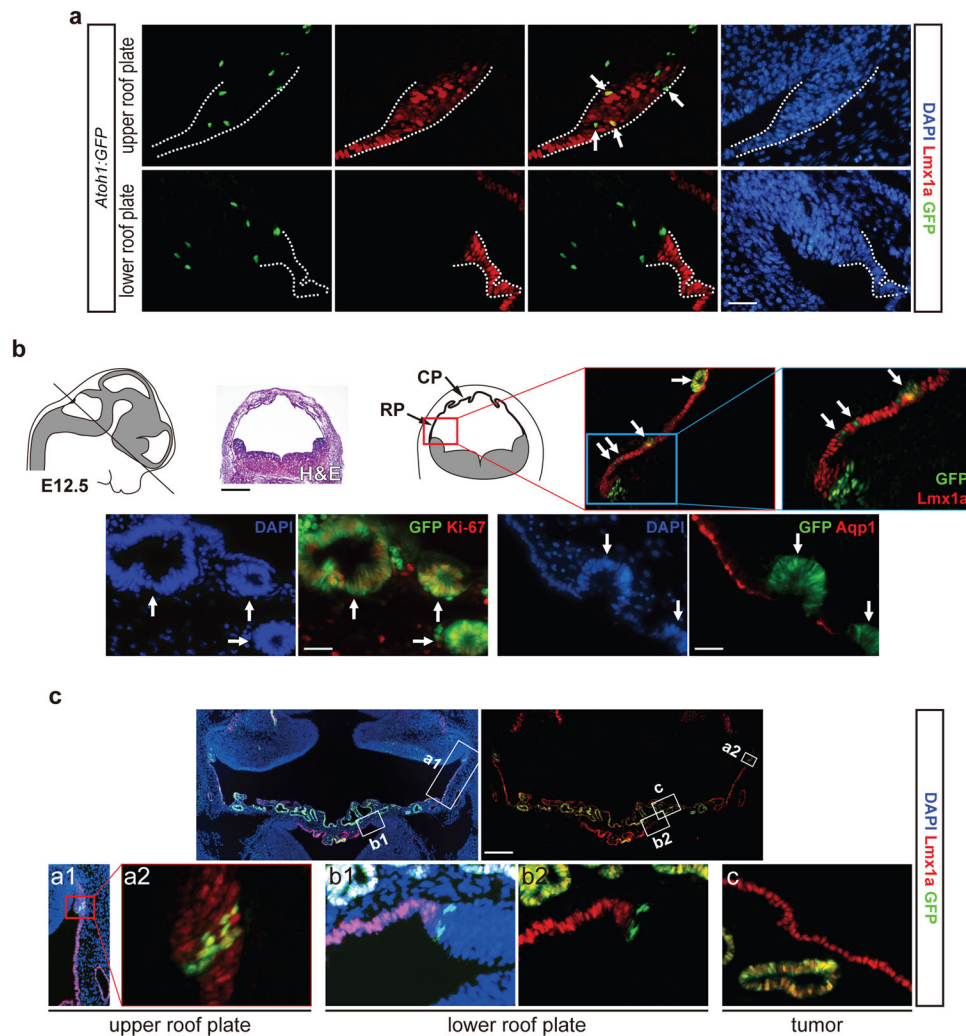 a
Atoh1:GFP
upper roof plate
lower roof plate
DAPI Lmx1a GFP
b
E12.5
H&E
CP
RP
GFP
Lmx1a
DAPI
GFP Ki-67
DAPI
GFP Aqp1
c
a1
b1
a2
c
b2
a1
a2
b1
b2
c
upper roof plate
lower roof plate
tumor
DAPI Lmx1a GFP